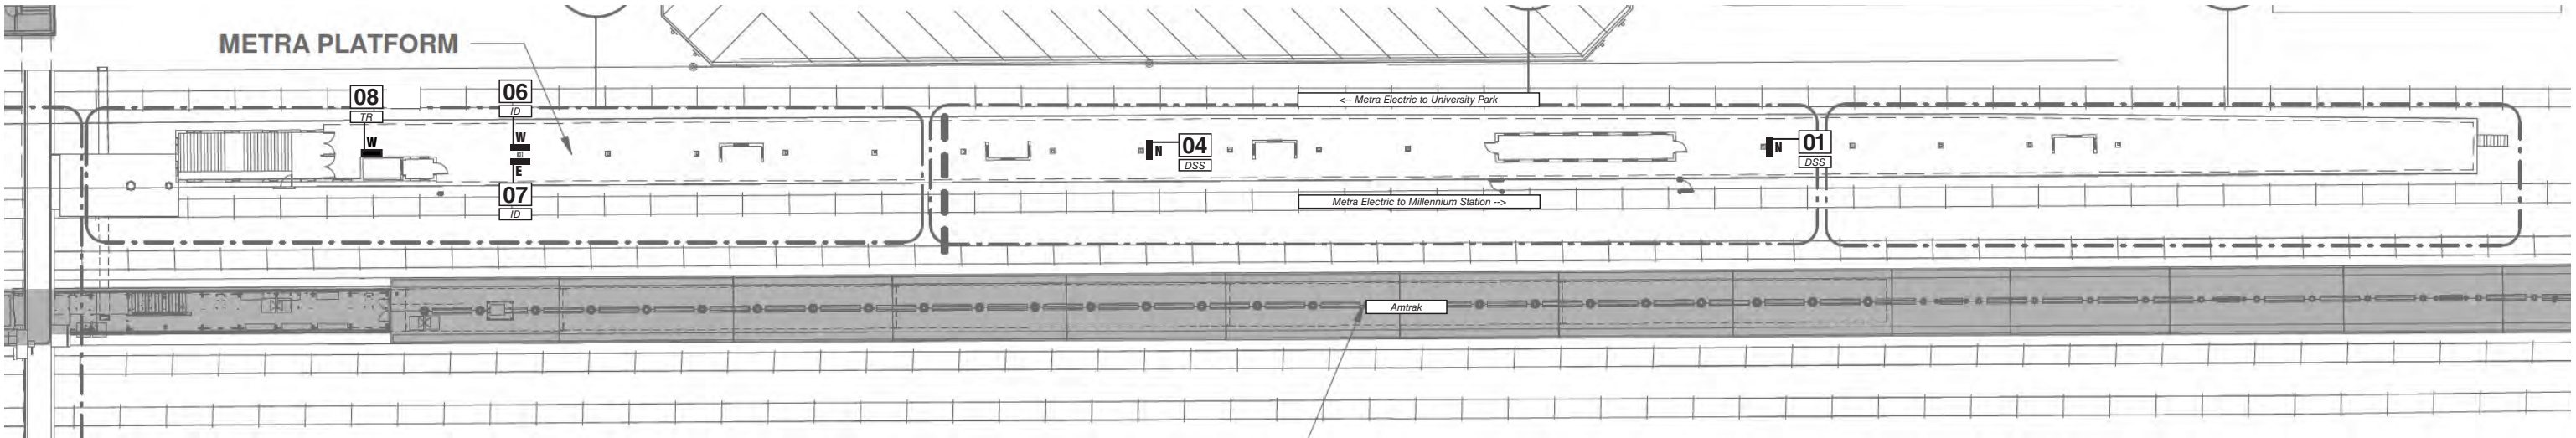 METRA PLATFORM
08
TR
W
06
ID
W
E
07
ID
<-- Metra Electric to University Park
N
04
DSS
N
01
DSS
Metra Electric to Millennium Station -->
Amtrak